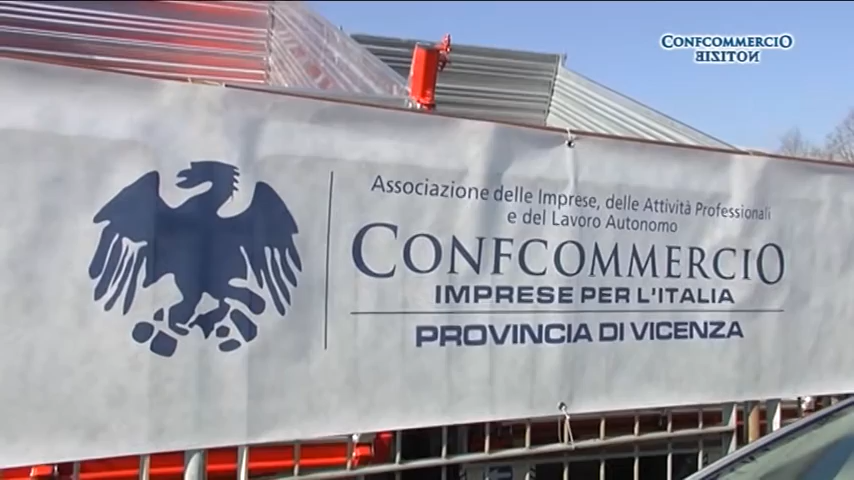 CONFCOMMERCIO
NOTIZIE
Associazione delle Imprese, delle Attività Professionali
e del Lavoro Autonomo
CONFCOMMERCIO
IMPRESE PER L'ITALIA
PROVINCIA DI VICENZA